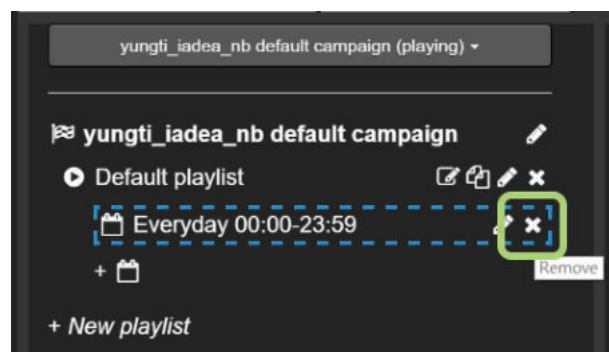 yungti_iadea_nb default campaign (playing)
yungti_iadea_nb default campaign
Default playlist
Everyday 00:00-23:59
Remove
+
+ New playlist